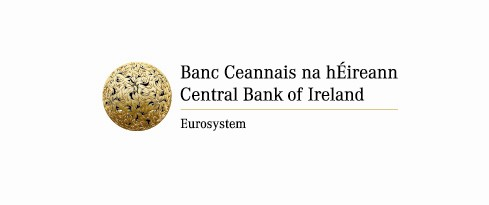 Banc Ceannais na hÉireann
Central Bank of Ireland
Eurosystem